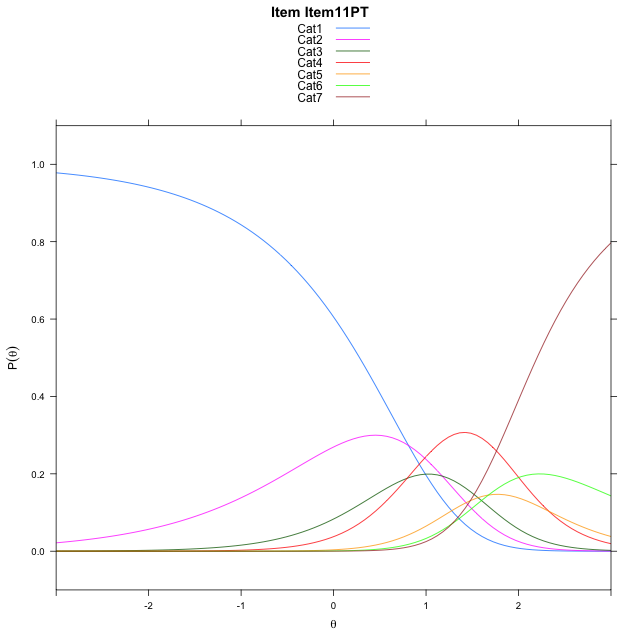 Item Item11PT
Cat1
Cat2
Cat3
Cat4
Cat5
Cat6
Cat7
1.0
0.8
0.6
0.4
0.2
0.0
P(θ)
-2 -1 0 1 2
θ